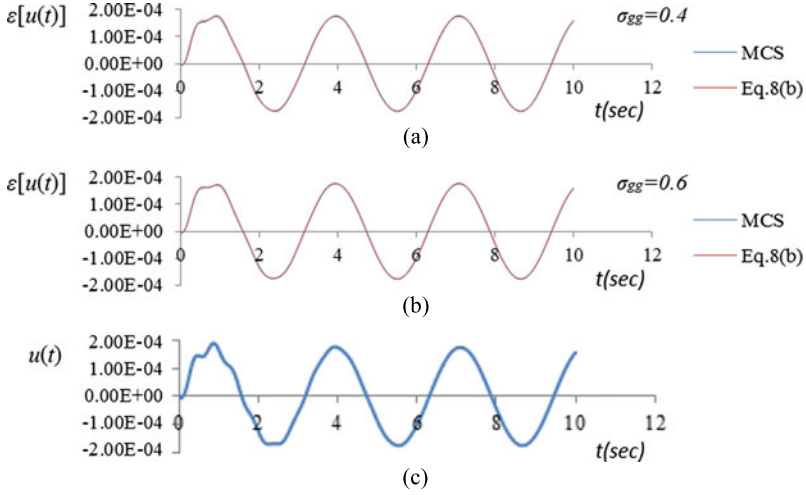 ε[u(t)]
2.00E-04
1.00E-04
0.00E+00
-1.00E-04
-2.00E-04
0 2 4 6 8 10 12
t(sec)
σgg=0.4
MCS
Eq.8(b)
(a)
ε[u(t)]
2.00E-04
1.00E-04
0.00E+00
-1.00E-04
-2.00E-04
0 2 4 6 8 10 12
t(sec)
σgg=0.6
MCS
Eq.8(b)
(b)
u(t)
2.00E-04
1.00E-04
0.00E+00
-1.00E-04
-2.00E-04
0 2 4 6 8 10 12
t(sec)
(c)